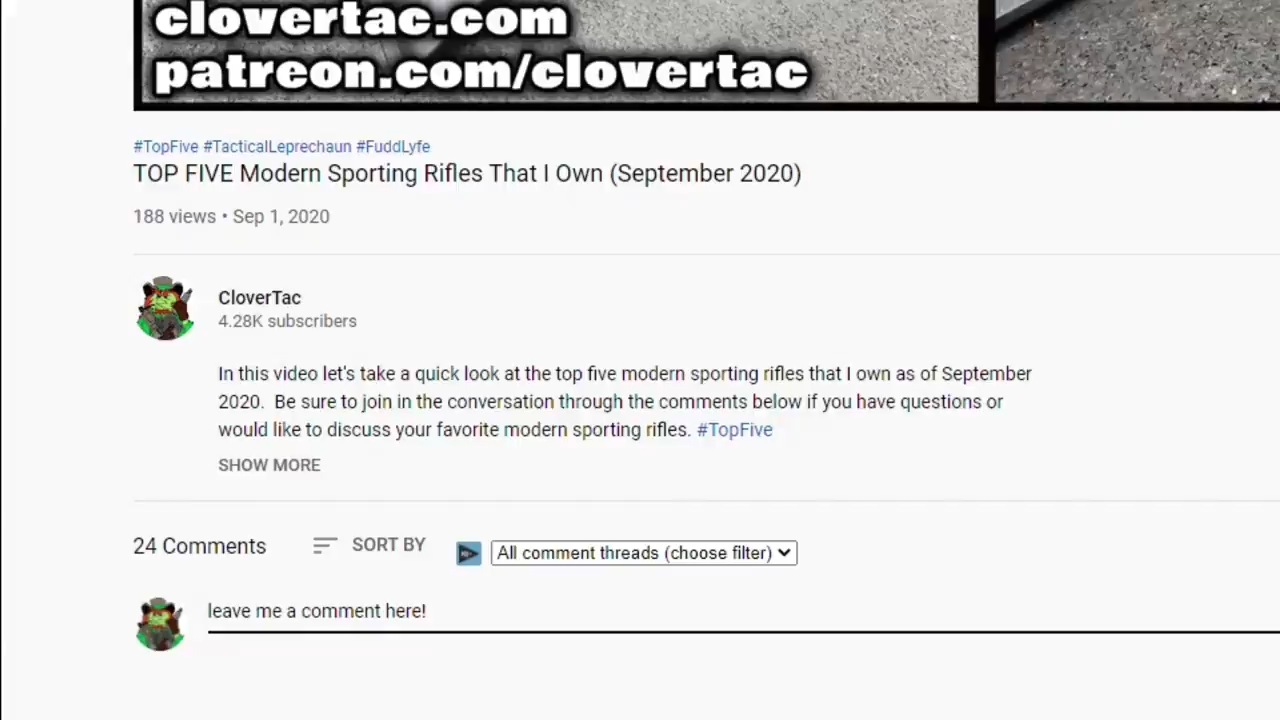 clovertac.com
patreon.com/clovertac
#TopFive #TacticalLeprechaun #FuddLyfe
TOP FIVE Modern Sporting Rifles That I Own (September 2020)
188 views • Sep 1, 2020
CloverTac
4.28K subscribers
In this video let's take a quick look at the top five modern sporting rifles that I own as of September
2020.  Be sure to join in the conversation through the comments below if you have questions or
would like to discuss your favorite modern sporting rifles. #TopFive
SHOW MORE
24 Comments SORT BY All comment threads (choose filter)
leave me a comment here!